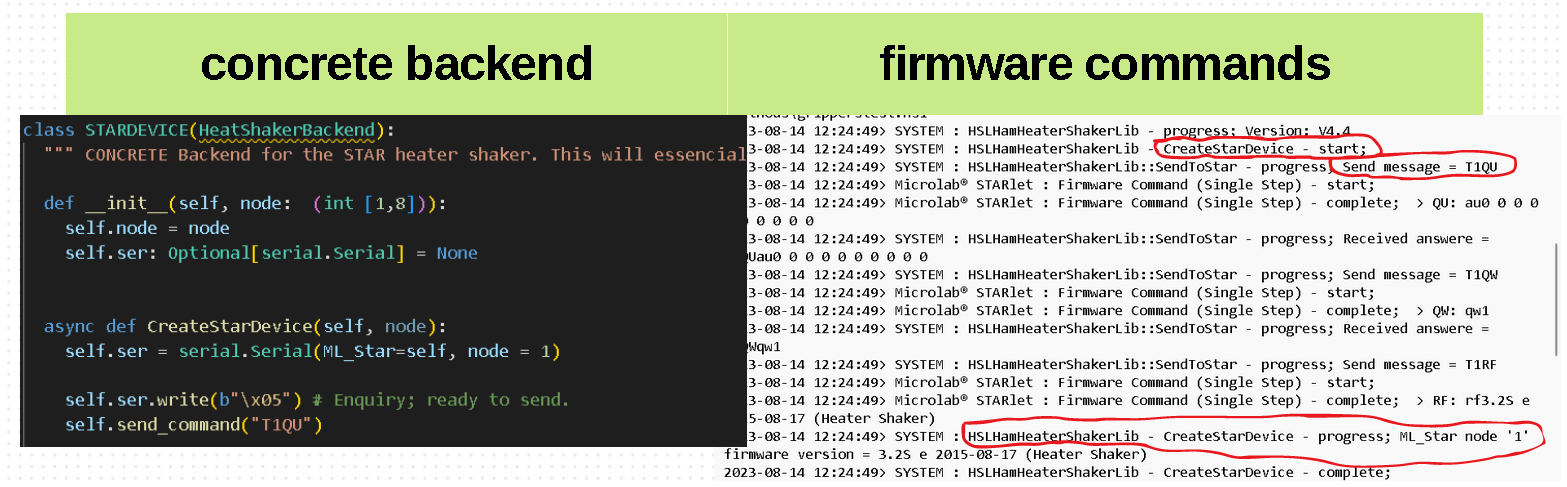 concrete backend
firmware commands
class STARDEVICE(HeatShakerBackend):
""" CONCRETE Backend for the STAR heater shaker. This will essencial
def __init__(self, node:  (int [1,8])):
self.node = node
self.ser: Optional[serial.Serial] = None
async def CreateStarDevice(self, node):
self.ser = serial.Serial(ML_Star=self, node = 1)
self.ser.write(b"\x05") # Enquiry; ready to send.
self.send_command("T1QU")
3-08-14 12:24:49> SYSTEM : HSLHamHeaterShakerLib - progress; Version: V4.4
3-08-14 12:24:49> SYSTEM : HSLHamHeaterShakerLib - CreateStarDevice - start;
3-08-14 12:24:49> SYSTEM : HSLHamHeaterShakerLib::SendToStar - progress; Send message = T1QU
3-08-14 12:24:49> Microlab® STARlet : Firmware Command (Single Step) - start;
3-08-14 12:24:49> Microlab® STARlet : Firmware Command (Single Step) - complete;  > QU: au0 0 0 0
0 0 0 0 0
3-08-14 12:24:49> SYSTEM : HSLHamHeaterShakerLib::SendToStar - progress; Received answere =
QUau0 0 0 0 0 0 0 0 0 0
3-08-14 12:24:49> SYSTEM : HSLHamHeaterShakerLib::SendToStar - progress; Send message = T1QW
3-08-14 12:24:49> Microlab® STARlet : Firmware Command (Single Step) - start;
3-08-14 12:24:49> Microlab® STARlet : Firmware Command (Single Step) - complete;  > QW: qw1
3-08-14 12:24:49> SYSTEM : HSLHamHeaterShakerLib::SendToStar - progress; Received answere =
QWqw1
3-08-14 12:24:49> SYSTEM : HSLHamHeaterShakerLib::SendToStar - progress; Send message = T1RF
3-08-14 12:24:49> Microlab® STARlet : Firmware Command (Single Step) - start;
3-08-14 12:24:49> Microlab® STARlet : Firmware Command (Single Step) - complete;  > RF: rf3.2S e
5-08-17 (Heater Shaker)
3-08-14 12:24:49> SYSTEM : HSLHamHeaterShakerLib - CreateStarDevice - progress; ML_Star node '1'
firmware version = 3.2S e 2015-08-17 (Heater Shaker)
2023-08-14 12:24:49> SYSTEM : HSLHamHeaterShakerLib - CreateStarDevice - complete;